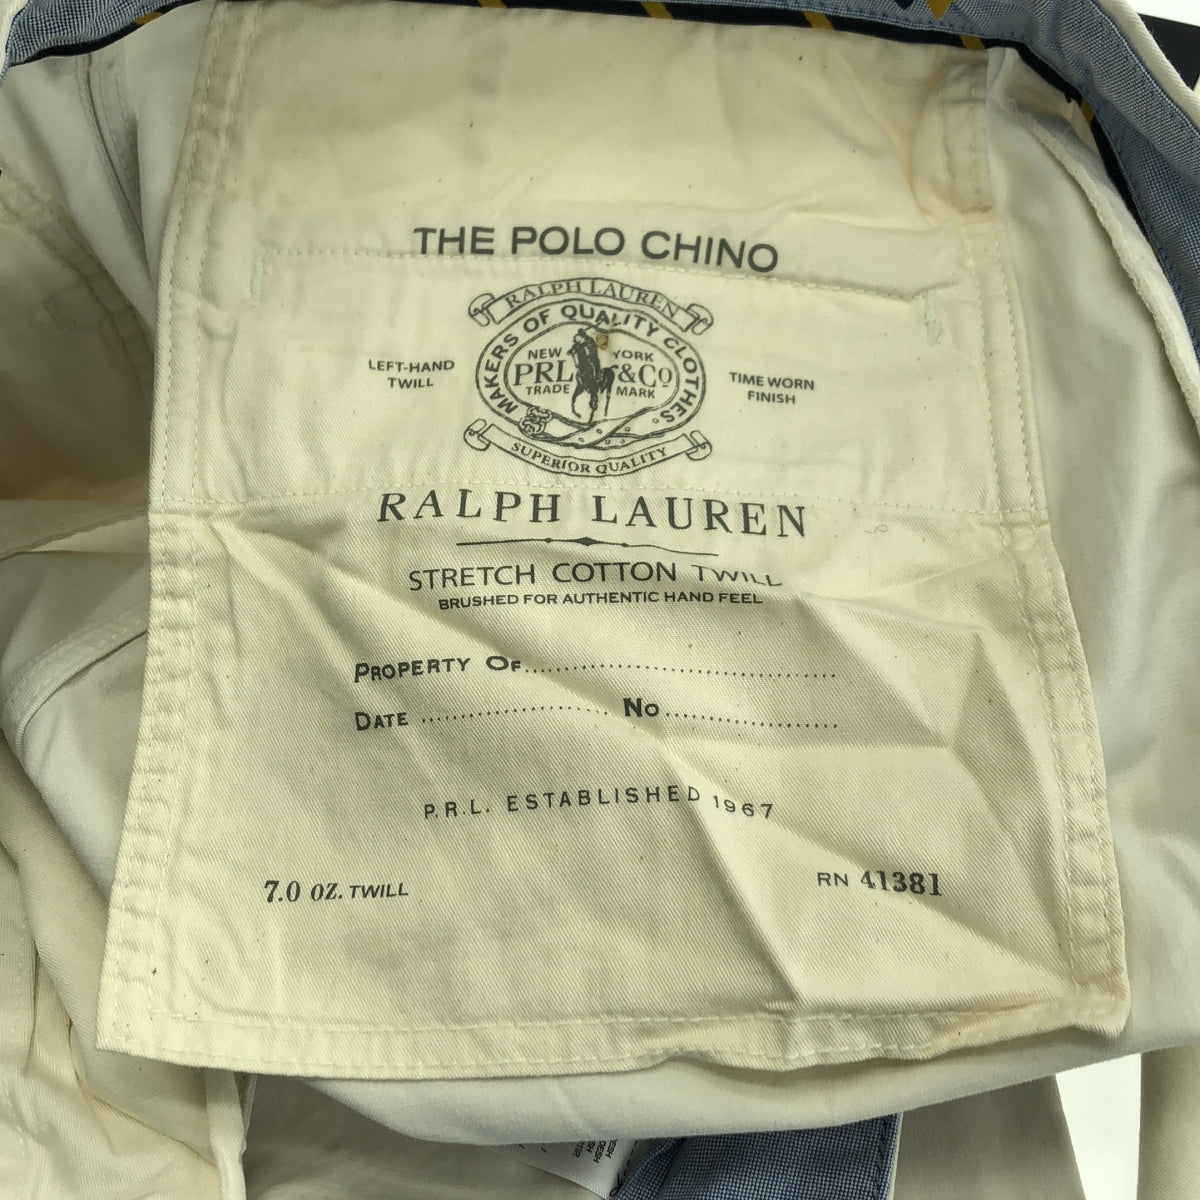 THE POLO CHINO
RALPH LAUREN
MAKERS OF QUALITY CLOTHES
LEFT-HAND
TWILL
NEW YORK
PRL & Co
TRADE MARK
TIME WORN
FINISH
SUPERIOR QUALITY
RALPH LAUREN
STRETCH COTTON TWILL
BRUSHED FOR AUTHENTIC HAND FEEL
PROPERTY OF
DATE No
P.R.L. ESTABLISHED 1967
7.0 OZ. TWILL
RN 41381